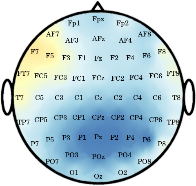 Fp1 Fpx Fp2
AF7 AF3 AFz AF4 AF8
F7 F5 F3 F1 Fz F2 F4 F6 F8
FT7 FC5 FC3 FC1 FCz FC2 FC4 FC6 FT8
T7 C5 C3 C1 Cz C2 C4 C6 T8
TP7 CP5 CP3 CP1 CPz CP2 CP4 CP6 TP8
P7 P5 P3 P1 Pz P2 P4 P6 P8
PO7 PO3 POz PO4 PO8
O1 Oz O2